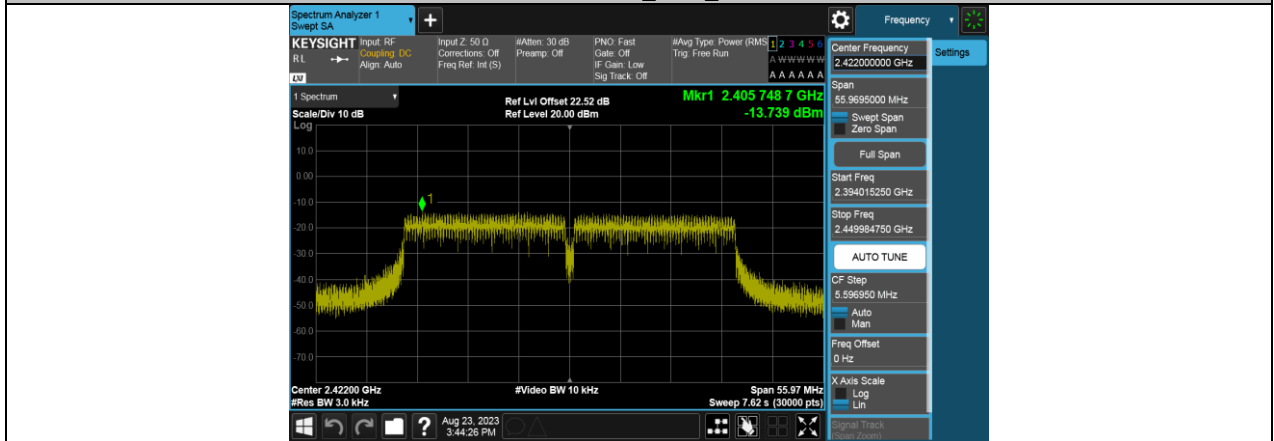 Spectrum Analyzer 1
Swept SA
Frequency
KEYSIGHT
RL
LXI
Input: RF
Coupling: DC
Align: Auto
Input Z: 50 Ω
Corrections: Off
Freq Ref: Int (S)
#Atten: 30 dB
Preamp: Off
PNO: Fast
Gate: Off
IF Gain: Low
Sig Track: Off
#Avg Type: Power (RMS
Trig: Free Run
1 2 3 4 5 6
A W W W W W
A A A A A A
Center Frequency
2.422000000 GHz
Settings
Span
55.9695000 MHz
Swept Span
Zero Span
Full Span
Start Freq
2.394015250 GHz
Stop Freq
2.449984750 GHz
AUTO TUNE
CF Step
5.596950 MHz
Auto
Man
Freq Offset
0 Hz
X Axis Scale
Log
Lin
Signal Track
(Span Zoom)
1 Spectrum
Scale/Div 10 dB
Log
Ref Lvl Offset 22.52 dB
Ref Level 20.00 dBm
Mkr1 2.405 748 7 GHz
-13.739 dBm
10.0
0.00
-10.0
-20.0
-30.0
-40.0
-50.0
-60.0
-70.0
1
Center 2.42200 GHz
#Res BW 3.0 kHz
#Video BW 10 kHz
Span 55.97 MHz
Sweep 7.62 s (30000 pts)
?
Aug 23, 2023
3:44:26 PM